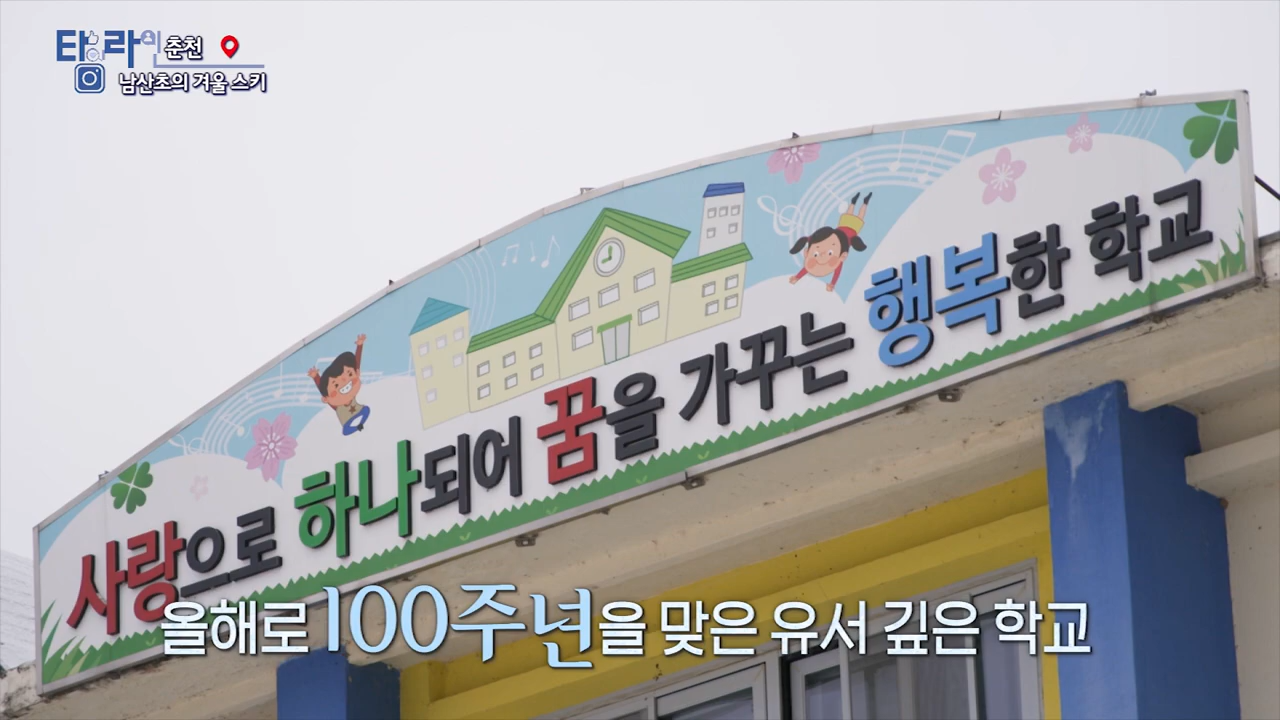 타라 춘천
남산초의 겨울 스키
사랑으로 하나되어 꿈을 가꾸는 행복한 학교
올해로 100주년을 맞은 유서 깊은 학교